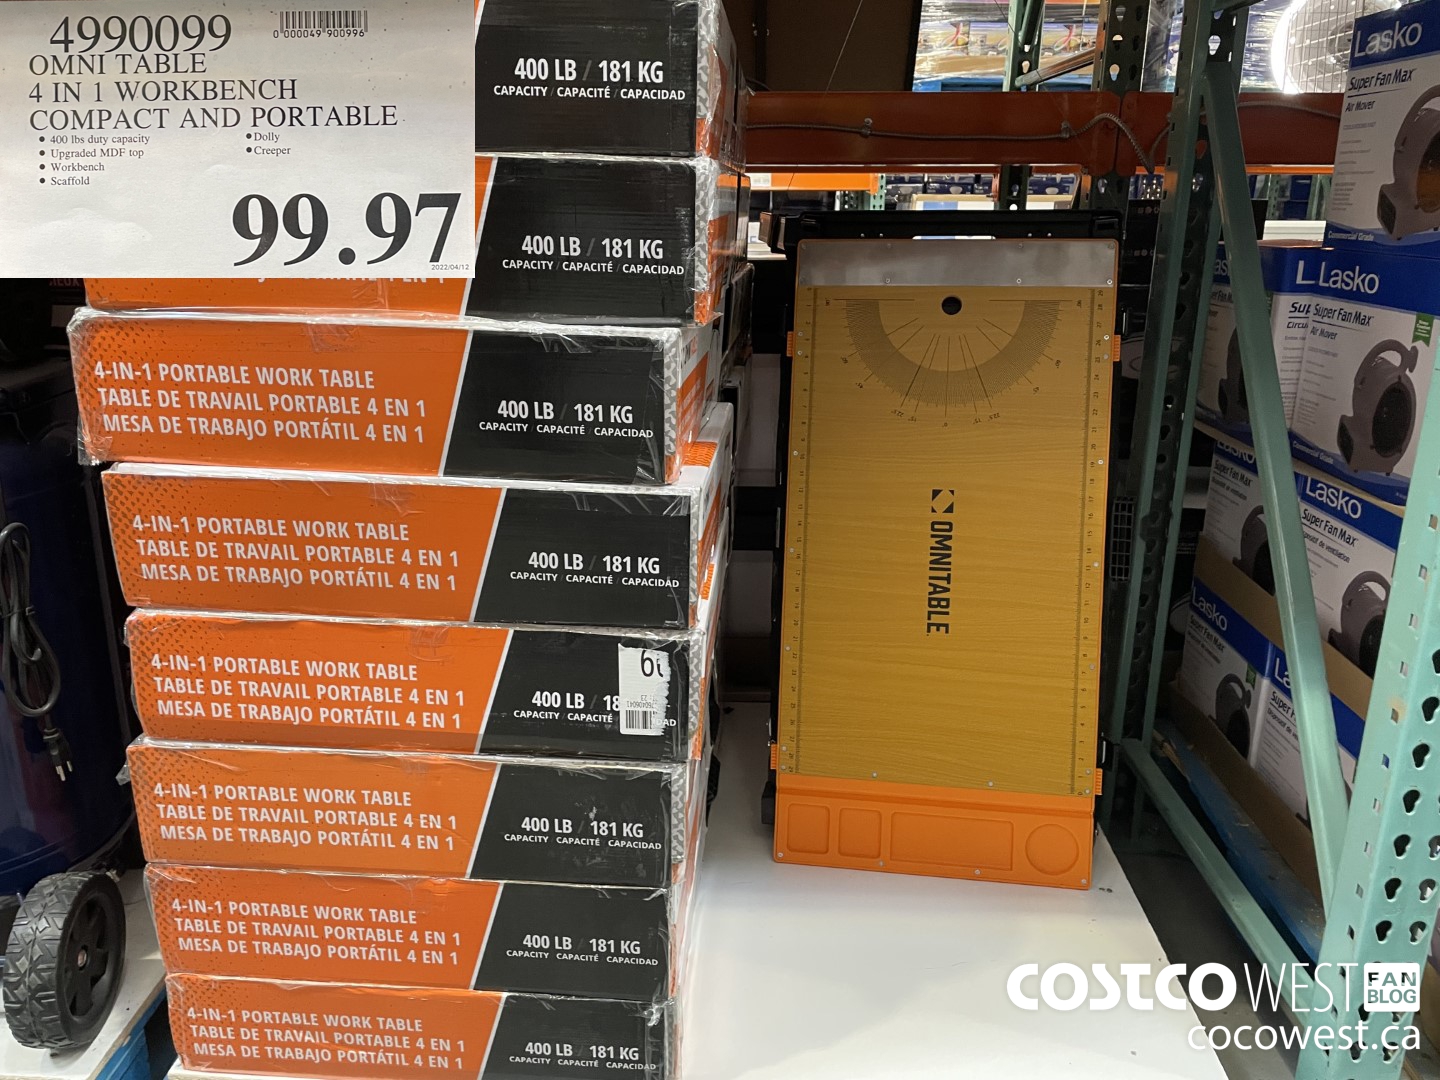 4990099
0 000049 900996
OMNI TABLE
4 IN 1 WORKBENCH
COMPACT AND PORTABLE
• 400 lbs duty capacity
• Upgraded MDF top
• Workbench
• Scaffold
• Dolly
• Creeper
99.97
2022/04/12
400 LB / 181 KG
CAPACITY / CAPACITÉ / CAPACIDAD
400 LB / 181 KG
CAPACITY / CAPACITÉ / CAPACIDAD
4-IN-1 PORTABLE WORK TABLE
TABLE DE TRAVAIL PORTABLE 4 EN 1
MESA DE TRABAJO PORTÁTIL 4 EN 1
400 LB / 181 KG
CAPACITY / CAPACITÉ / CAPACIDAD
4-IN-1 PORTABLE WORK TABLE
TABLE DE TRAVAIL PORTABLE 4 EN 1
MESA DE TRABAJO PORTÁTIL 4 EN 1
400 LB / 181 KG
CAPACITY / CAPACITÉ / CAPACIDAD
4-IN-1 PORTABLE WORK TABLE
TABLE DE TRAVAIL PORTABLE 4 EN 1
MESA DE TRABAJO PORTÁTIL 4 EN 1
400 LB / 18
CAPACITY / CAPACITÉ
4-IN-1 PORTABLE WORK TABLE
TABLE DE TRAVAIL PORTABLE 4 EN 1
MESA DE TRABAJO PORTÁTIL 4 EN 1
400 LB / 181 KG
CAPACITY CAPACITÉ CAPACIDAD
4-IN-1 PORTABLE WORK TABLE
TABLE DE TRAVAIL PORTABLE 4 EN 1
MESA DE TRABAJO PORTÁTIL 4 EN 1
400 LB / 181 KG
CAPACITY CAPACITÉ CAPACIDAD
4-IN-1 PORTABLE WORK TABLE
TABLE DE TRAVAIL PORTABLE 4 EN 1
MESA DE TRABAJO PORTÁTIL 4 EN 1
400 LB / 181 KG
CAPACITY CAPACITÉ CAPACIDAD
OMNITABLE
Lasko
Super Fan Max
Air Mover
Commercial Grade
Lasko
Super Fan Max
Air Mover
Lasko
Super Fan Max
Lasko
COSTCO WEST
FAN
BLOG
cocowest.ca